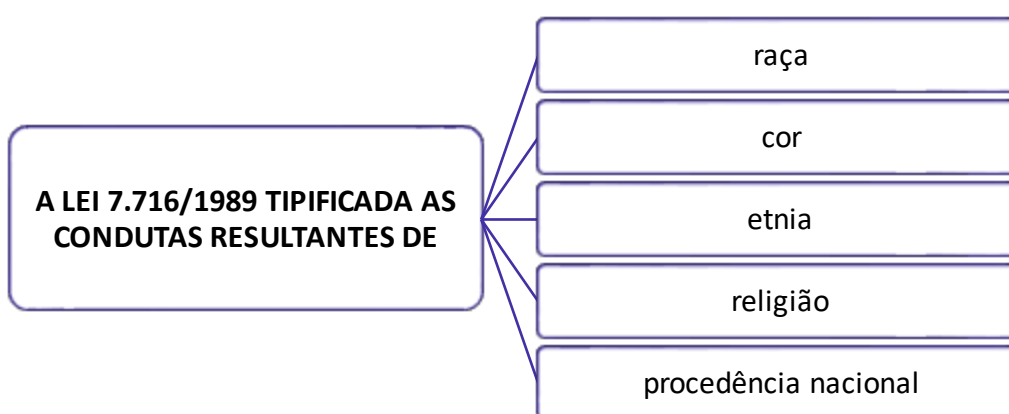 A LEI 7.716/1989 TIPIFICADA AS
CONDUTAS RESULTANTES DE
raça
cor
etnia
religião
procedência nacional